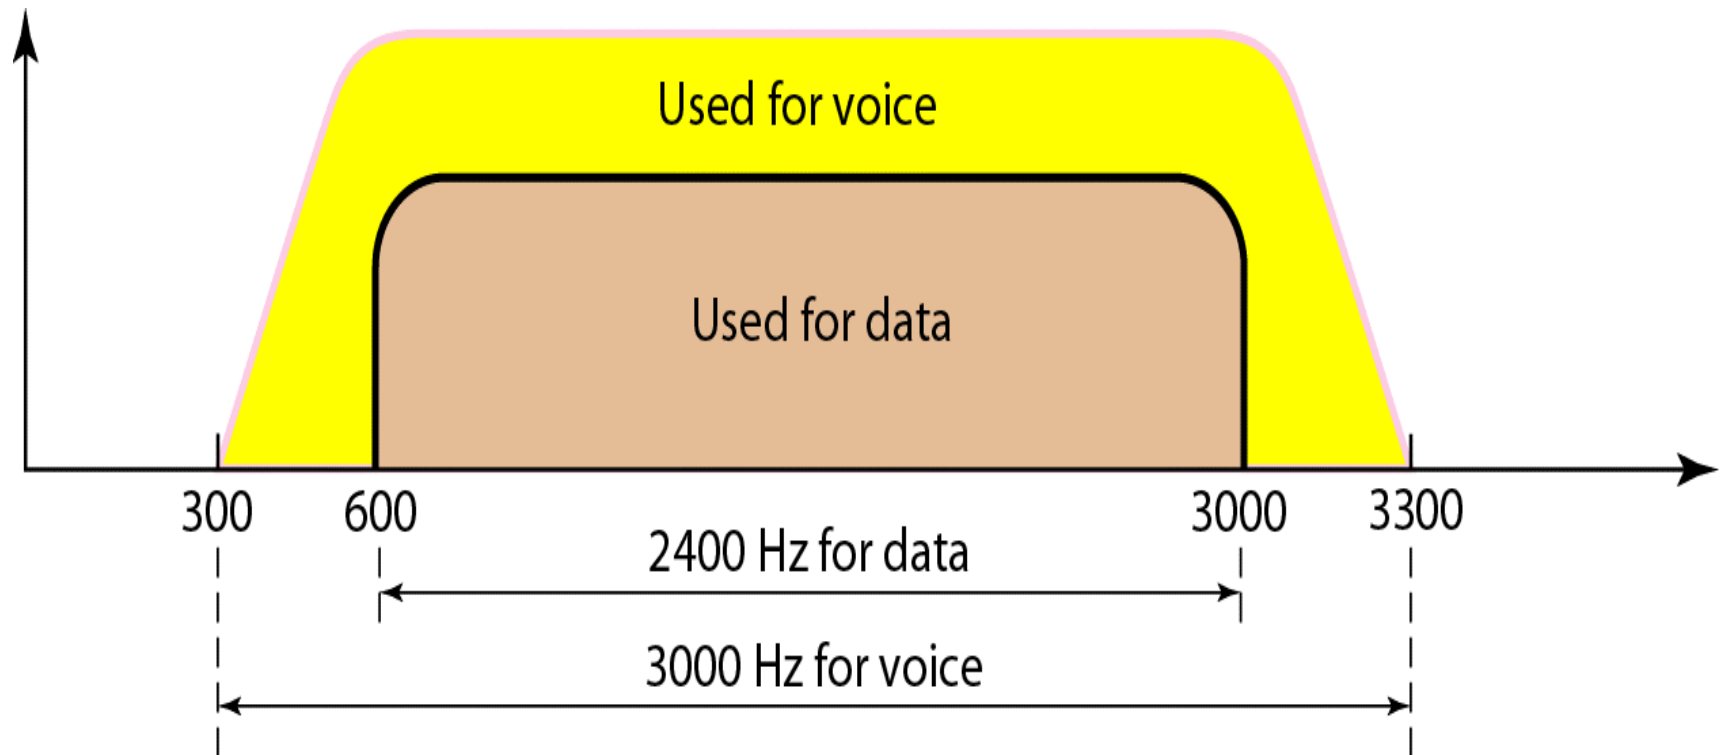 Used for voice
Used for data
300 600 3000 3300
2400 Hz for data
3000 Hz for voice